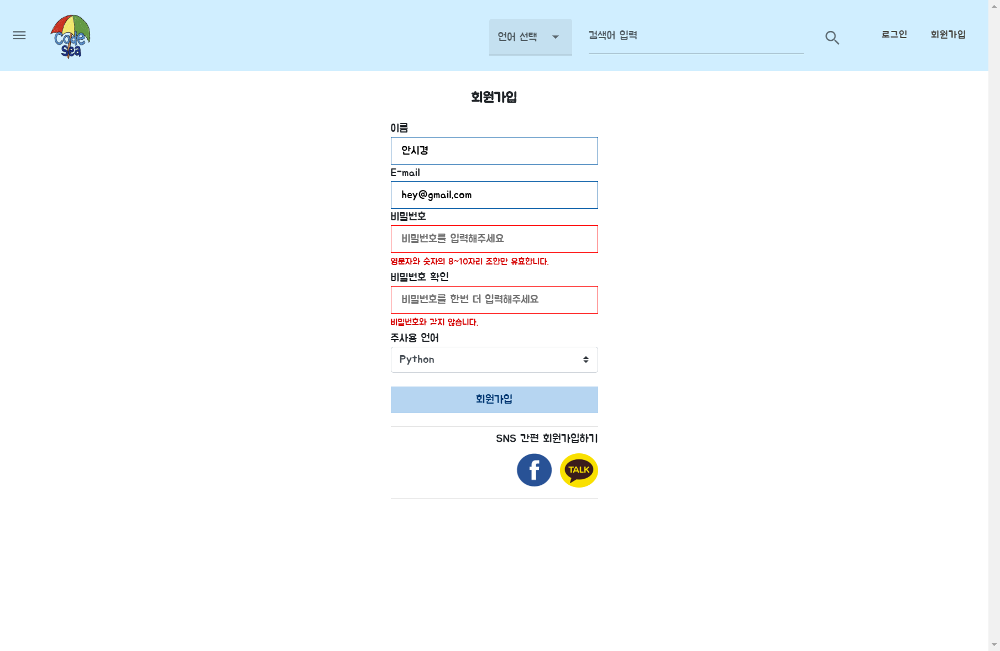 Code
Sea
언어 선택
검색어 입력
로그인
회원가입
회원가입
이름
안시경
E-mail
hey@gmail.com
비밀번호
비밀번호를 입력해주세요
영문자와 숫자의 8~10자리 조합만 유효합니다.
비밀번호 확인
비밀번호를 한번 더 입력해주세요
비밀번호와 같지 않습니다.
주사용 언어
Python
회원가입
SNS 간편 회원가입하기
f
TALK